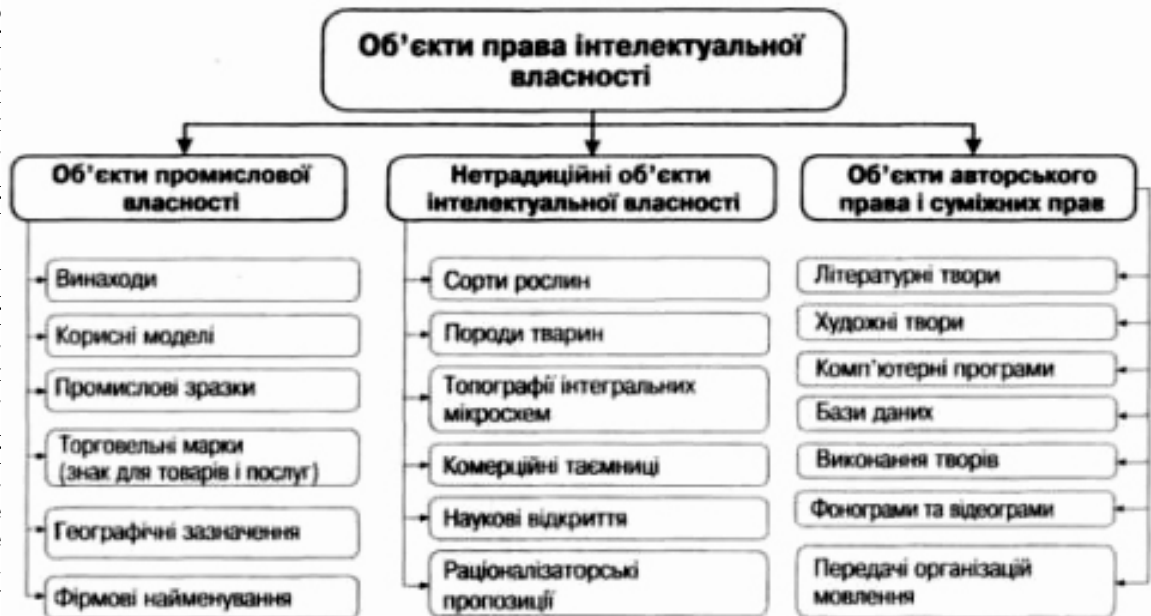 Об’єкти права інтелектуальної
власності
Об’єкти промислової
власності
Винаходи
Корисні моделі
Промислові зразки
Торговельні марки
(знак для товарів і послуг)
Географічні зазначення
Фірмові найменування
Нетрадиційні об’єкти
інтелектуальної власності
Сорти рослин
Породи тварин
Топографії інтегральних
мікросхем
Комерційні таємниці
Наукові відкриття
Раціоналізаторські
пропозиції
Об’єкти авторського
права і суміжних прав
Літературні твори
Художні твори
Комп’ютерні програми
Бази даних
Виконання творів
Фонограми та відеограми
Передачі організацій
мовлення